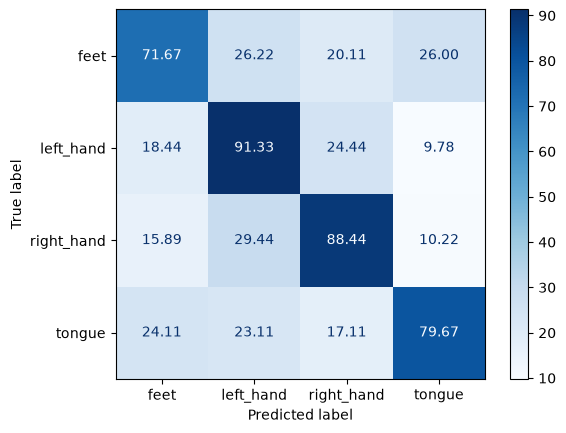 feet 71.67 26.22 20.11 26.00
left_hand 18.44 91.33 24.44 9.78
right_hand 15.89 29.44 88.44 10.22
tongue 24.11 23.11 17.11 79.67
feet left_hand right_hand tongue
Predicted label
True label
90
80
70
60
50
40
30
20
10